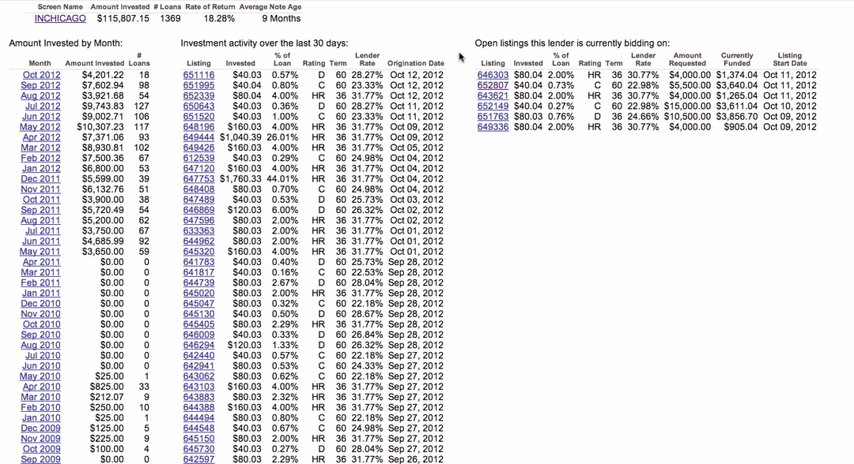 Screen Name Amount Invested # Loans Rate of Return Average Note Age
INCHICAGO $115,807.15 1369 18.28% 9 Months
Amount Invested by Month:
Month Amount Invested # Loans
Oct 2012 $4,201.22 18
Sep 2012 $7,602.94 98
Aug 2012 $3,921.68 54
Jul 2012 $9,743.83 127
Jun 2012 $9,002.71 106
May 2012 $10,307.23 117
Apr 2012 $7,371.06 93
Mar 2012 $8,930.81 102
Feb 2012 $7,500.36 67
Jan 2012 $6,800.00 53
Dec 2011 $5,599.00 39
Nov 2011 $6,132.76 51
Oct 2011 $3,900.00 38
Sep 2011 $5,720.49 54
Aug 2011 $5,200.00 62
Jul 2011 $3,750.00 67
Jun 2011 $4,685.99 92
May 2011 $3,650.00 59
Apr 2011 $0.00 0
Mar 2011 $0.00 0
Feb 2011 $0.00 0
Jan 2011 $0.00 0
Dec 2010 $0.00 0
Nov 2010 $0.00 0
Oct 2010 $0.00 0
Sep 2010 $0.00 0
Aug 2010 $0.00 0
Jul 2010 $0.00 0
Jun 2010 $0.00 0
May 2010 $25.00 1
Apr 2010 $825.00 33
Mar 2010 $212.07 9
Feb 2010 $250.00 10
Jan 2010 $25.00 1
Dec 2009 $125.00 5
Nov 2009 $225.00 9
Oct 2009 $100.00 4
Sep 2009 $0.00 0
Investment activity over the last 30 days:
Listing Invested % of Loan Rating Term Lender Rate Origination Date
651116 $40.03 0.57% D 60 28.27% Oct 12, 2012
651995 $40.04 0.80% C 60 23.33% Oct 12, 2012
652339 $80.04 4.00% HR 36 31.77% Oct 12, 2012
650643 $40.03 0.36% D 60 28.27% Oct 11, 2012
651520 $40.03 1.00% C 60 23.33% Oct 11, 2012
648196 $160.03 4.00% HR 36 31.77% Oct 09, 2012
649444 $1,040.39 26.01% HR 36 31.77% Oct 09, 2012
649426 $160.03 4.00% HR 36 31.77% Oct 05, 2012
612539 $40.03 0.29% C 60 24.98% Oct 04, 2012
647120 $160.03 4.00% HR 36 31.77% Oct 04, 2012
647753 $1,760.33 44.01% HR 36 31.77% Oct 04, 2012
648408 $80.03 0.70% C 60 24.98% Oct 04, 2012
647489 $40.03 0.53% D 60 25.73% Oct 03, 2012
646869 $120.03 6.00% D 60 26.32% Oct 02, 2012
647596 $80.03 2.00% HR 36 31.77% Oct 02, 2012
633363 $80.03 2.00% HR 36 31.77% Oct 01, 2012
644962 $80.03 2.00% HR 36 31.77% Oct 01, 2012
645320 $160.03 4.00% HR 36 31.77% Oct 01, 2012
641783 $40.03 0.40% D 60 25.73% Sep 28, 2012
641817 $40.03 0.16% C 60 22.53% Sep 28, 2012
644739 $80.03 2.67% D 60 28.04% Sep 28, 2012
645020 $80.03 2.00% HR 36 31.77% Sep 28, 2012
645047 $80.03 0.32% C 60 22.18% Sep 28, 2012
645130 $40.03 0.50% D 60 28.67% Sep 28, 2012
645405 $80.03 2.29% HR 36 31.77% Sep 28, 2012
646009 $40.03 0.33% D 60 26.84% Sep 28, 2012
646294 $120.03 1.33% D 60 26.32% Sep 28, 2012
642440 $40.03 0.57% C 60 22.18% Sep 27, 2012
642941 $80.03 0.53% C 60 24.33% Sep 27, 2012
643062 $80.03 0.62% C 60 22.18% Sep 27, 2012
643103 $160.03 4.00% HR 36 31.77% Sep 27, 2012
643883 $80.03 2.32% HR 36 31.77% Sep 27, 2012
644388 $160.03 4.00% HR 36 31.77% Sep 27, 2012
644494 $80.03 0.80% C 60 22.18% Sep 27, 2012
644548 $40.03 0.67% C 60 24.98% Sep 27, 2012
645150 $80.03 2.00% HR 36 31.77% Sep 27, 2012
645730 $40.03 0.27% D 60 28.04% Sep 27, 2012
642597 $80.03 2.29% HR 36 31.77% Sep 26, 2012
Open listings this lender is currently bidding on:
Listing Invested % of Loan Rating Term Lender Rate Amount Requested Currently Funded Listing Start Date
646303 $80.04 2.00% HR 36 30.77% $4,000.00 $1,374.04 Oct 11, 2012
652807 $40.04 0.73% C 60 22.98% $5,500.00 $3,640.04 Oct 11, 2012
643621 $80.04 2.00% HR 36 30.77% $4,000.00 $1,265.04 Oct 11, 2012
652149 $40.04 0.27% C 60 22.98% $15,000.00 $3,611.04 Oct 10, 2012
651763 $80.03 0.76% D 36 24.66% $10,500.00 $3,856.70 Oct 09, 2012
649336 $80.04 2.00% HR 36 30.77% $4,000.00 $905.04 Oct 09, 2012